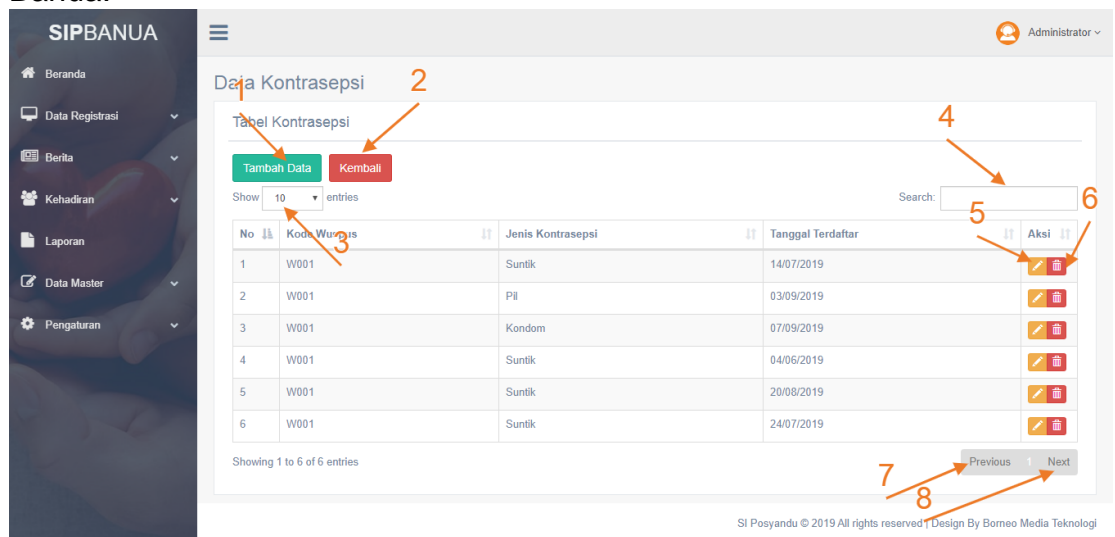 SIPBANUA
Administrator
Beranda
Data Registrasi
Berita
Kehadiran
Laporan
Data Master
Pengaturan
Data Kontrasepsi
1
2
Tabel Kontrasepsi
4
Tambah Data Kembali
Show 10 entries
Search:
3
5
6
No Kode Wuspus Jenis Kontrasepsi Tanggal Terdaftar Aksi
1 W001 Suntik 14/07/2019
2 W001 Pil 03/09/2019
3 W001 Kondom 07/09/2019
4 W001 Suntik 04/06/2019
5 W001 Suntik 20/08/2019
6 W001 Suntik 24/07/2019
Showing 1 to 6 of 6 entries
Previous 1 Next
7
8
SI Posyandu © 2019 All rights reserved | Design By Borneo Media Teknologi